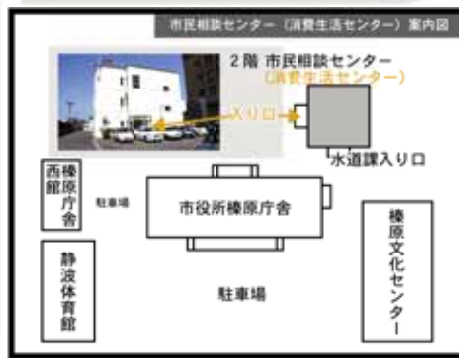 市民相談センター（消費生活センター）案内図
２階 市民相談センター
（消費生活センター）
入り口
水道課入り口
榛原庁舎
西館
駐車場
市役所榛原庁舎
静波体育館
榛原文化センター
駐車場